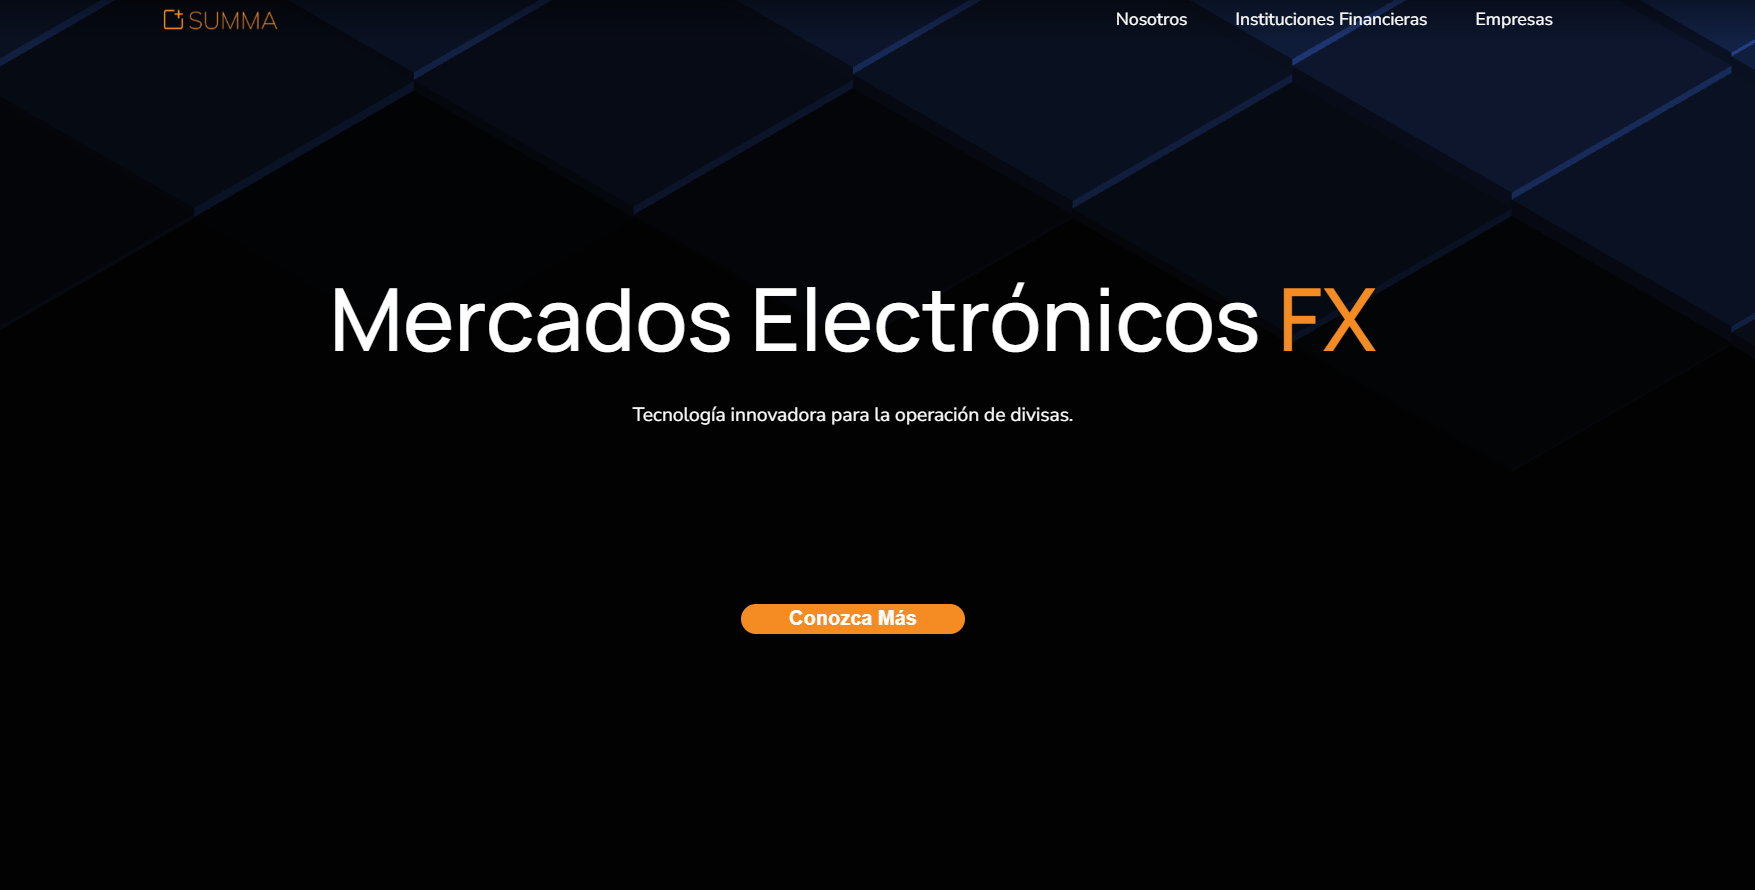 SUMMA
Nosotros
Instituciones Financieras
Empresas
Mercados Electrónicos FX
Tecnología innovadora para la operación de divisas.
Conozca Más